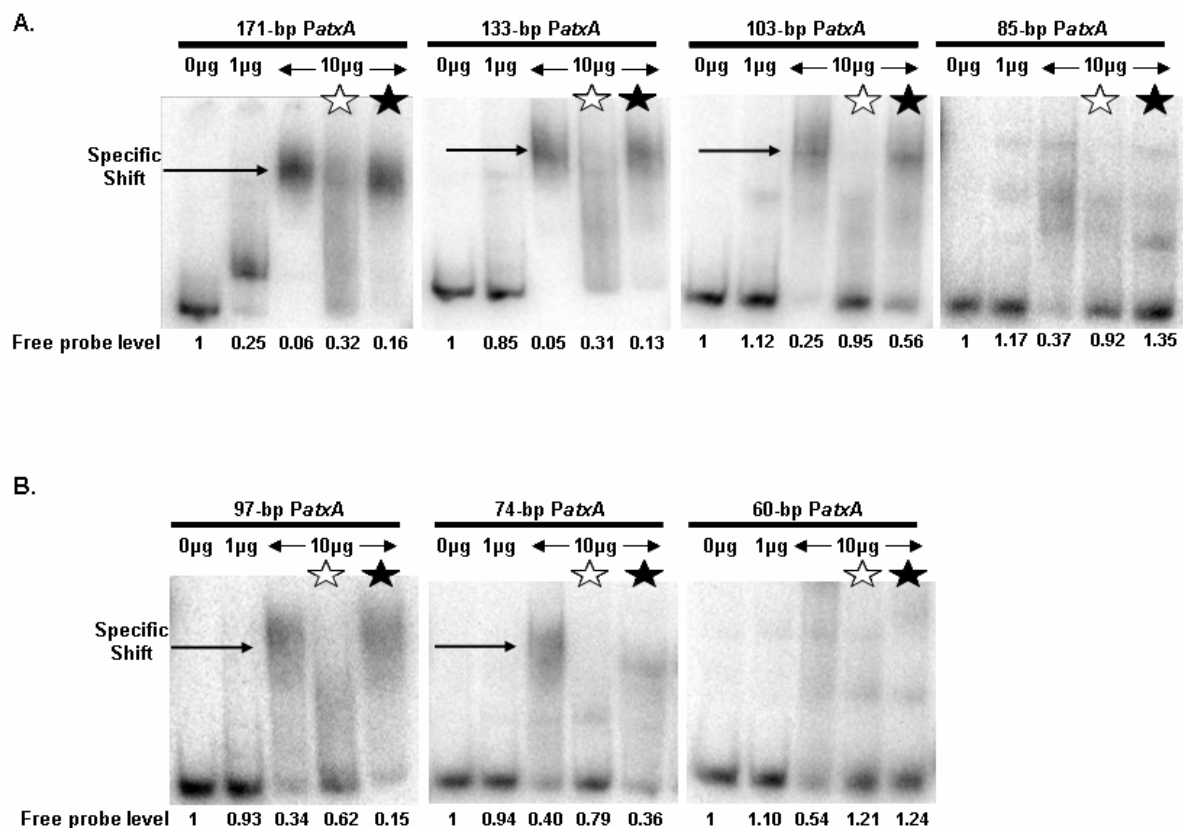 A.
171-bp PatxA 133-bp PatxA 103-bp PatxA 85-bp PatxA
0µg 1µg 10µg 0µg 1µg 10µg 0µg 1µg 10µg 0µg 1µg 10µg
Specific
Shift
Free probe level 1 0.25 0.06 0.32 0.16 1 0.85 0.05 0.31 0.13 1 1.12 0.25 0.95 0.56 1 1.17 0.37 0.92 1.35
B.
97-bp PatxA 74-bp PatxA 60-bp PatxA
0µg 1µg 10µg 0µg 1µg 10µg 0µg 1µg 10µg
Specific
Shift
Free probe level 1 0.93 0.34 0.62 0.15 1 0.94 0.40 0.79 0.36 1 1.10 0.54 1.21 1.24